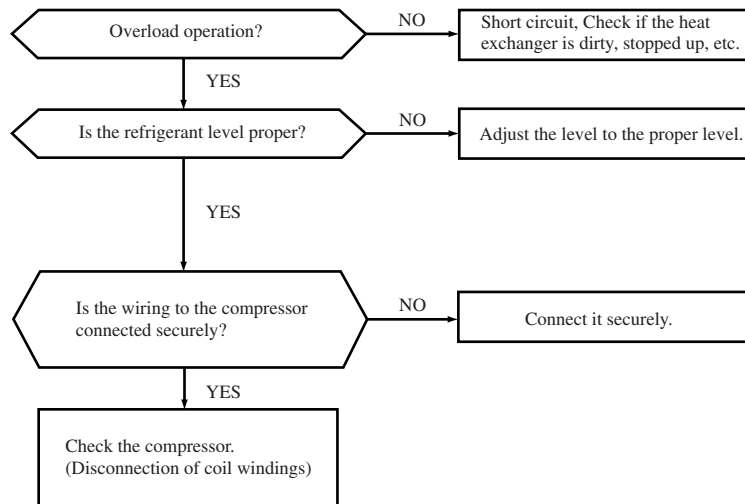 Overload operation?
NO
Short circuit, Check if the heat
exchanger is dirty, stopped up, etc.
YES
Is the refrigerant level proper?
NO
Adjust the level to the proper level.
YES
Is the wiring to the compressor
connected securely?
NO
Connect it securely.
YES
Check the compressor.
(Disconnection of coil windings)